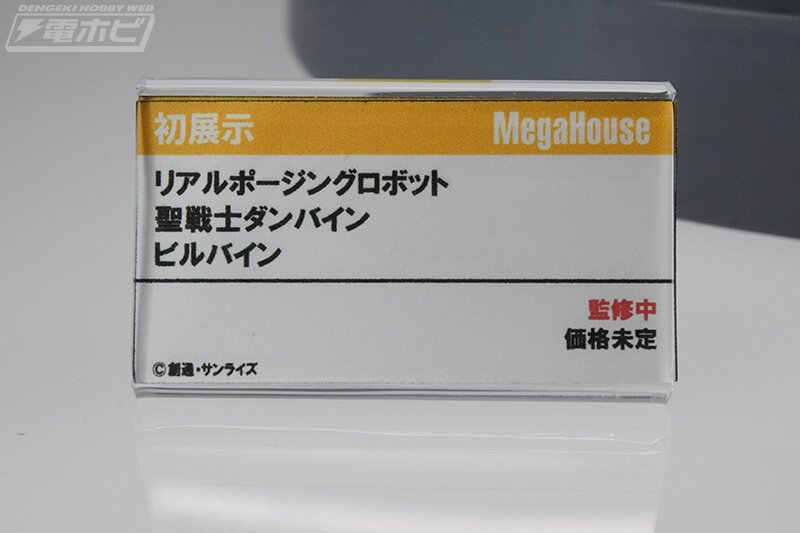 DENGEKI HOBBY WEB
電ホビ
初展示 MegaHouse
リアルポージングロボット
聖戦士ダンバイン
ビルバイン
監修中
価格未定
©創通・サンライズ